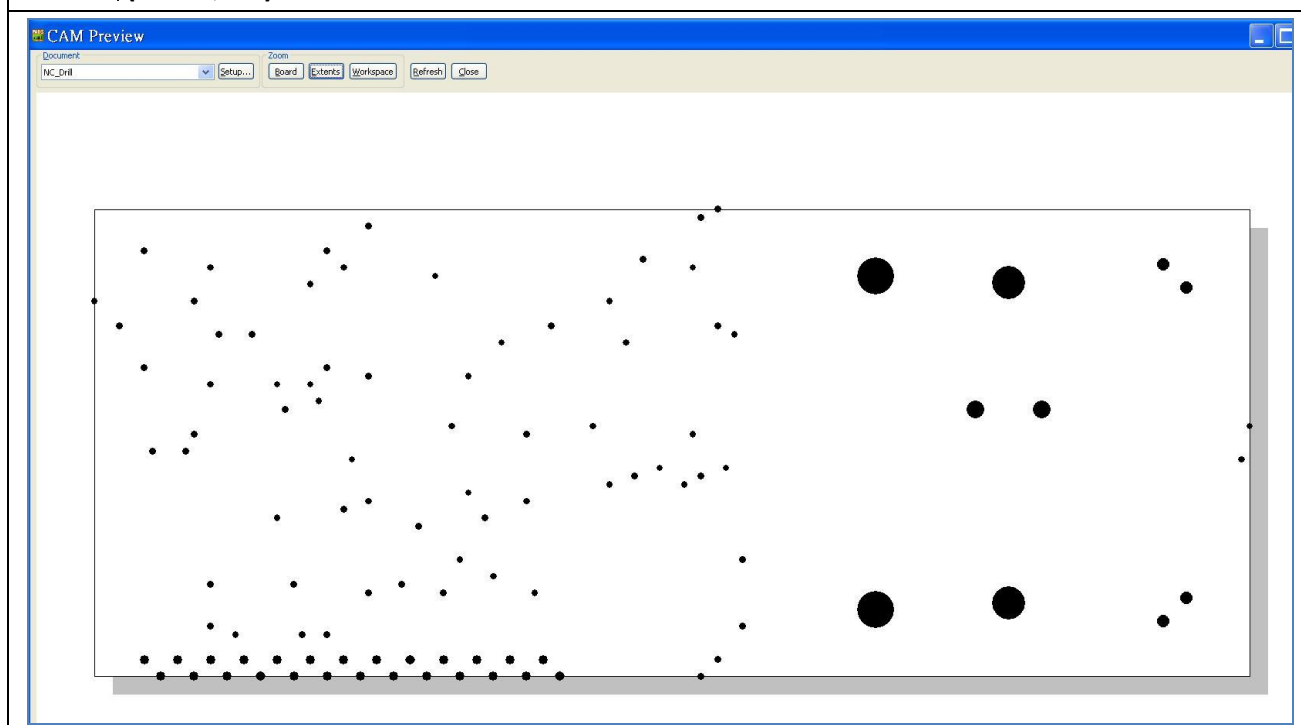 CAM Preview
Document
Zoom
NC_Drill
Setup...
Board
Extents
Workspace
Refresh
Close